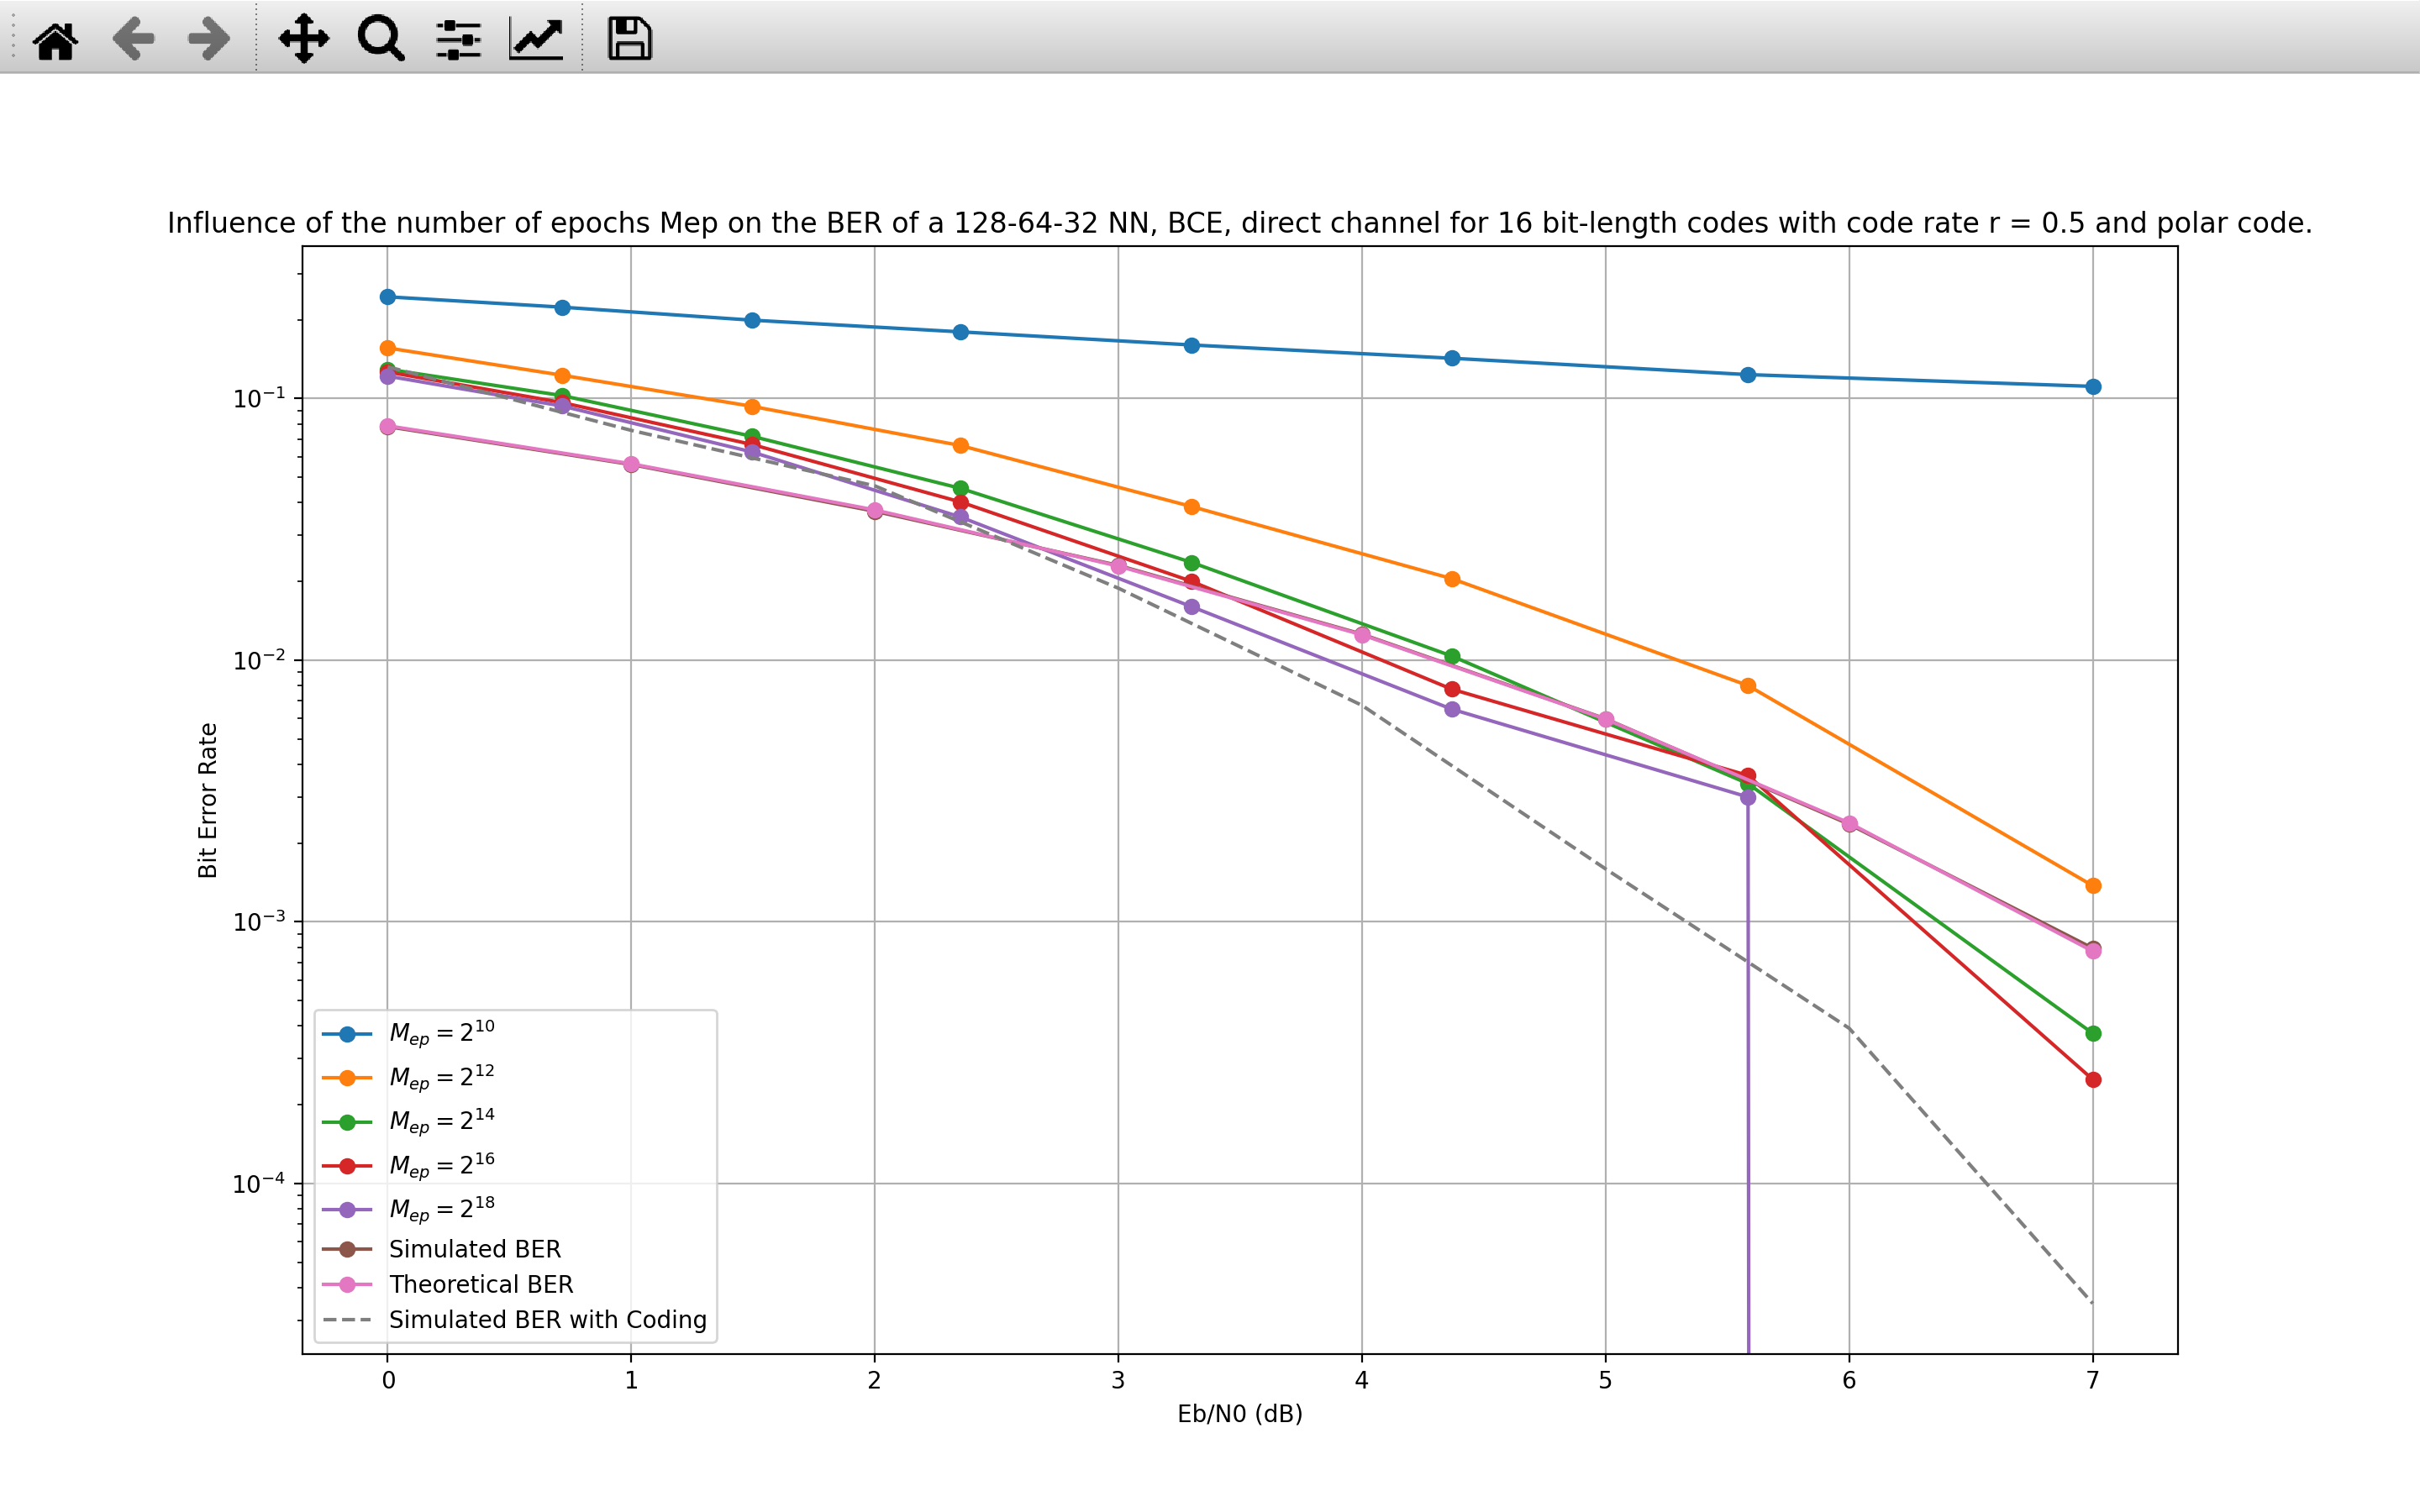 Influence of the number of epochs Mep on the BER of a 128-64-32 NN, BCE, direct channel for 16 bit-length codes with code rate r = 0.5 and polar code.
10⁻¹
10⁻²
10⁻³
10⁻⁴
Bit Error Rate
M_ep = 2¹⁰
M_ep = 2¹²
M_ep = 2¹⁴
M_ep = 2¹⁶
M_ep = 2¹⁸
Simulated BER
Theoretical BER
Simulated BER with Coding
0 1 2 3 4 5 6 7
Eb/N0 (dB)